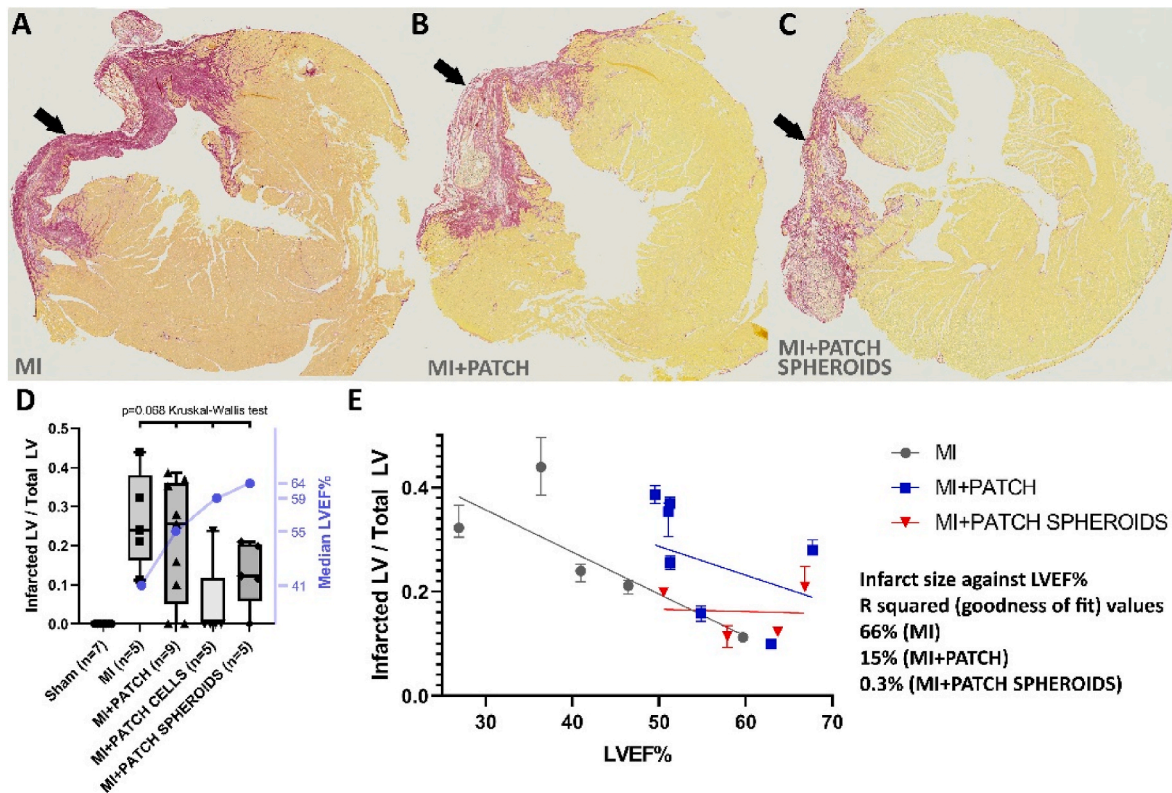 A
B
C
MI
MI+PATCH
MI+PATCH
SPHEROIDS
D
p=0.068 Kruskal-Wallis test
Infarcted LV / Total LV
0.5
0.4
0.3
0.2
0.1
0.0
64
59
55
41
Median LVEF%
Sham (n=7)
MI (n=5)
MI+PATCH (n=9)
MI+PATCH CELLS (n=5)
MI+PATCH SPHEROIDS (n=5)
E
Infarcted LV / Total LV
0.4
0.2
0.0
30
40
50
60
70
LVEF%
MI
MI+PATCH
MI+PATCH SPHEROIDS
Infarct size against LVEF%
R squared (goodness of fit) values
66% (MI)
15% (MI+PATCH)
0.3% (MI+PATCH SPHEROIDS)